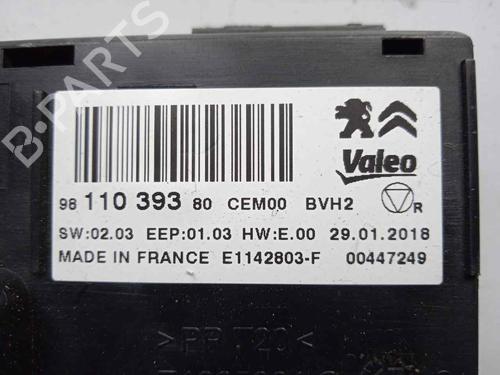 B-PARTS
Valeo
98 110 393 80 CEM00 BVH2 R
SW:02.03 EEP:01.03 HW:E.00 29.01.2018
MADE IN FRANCE E1142803-F 00447249
>PP T20<